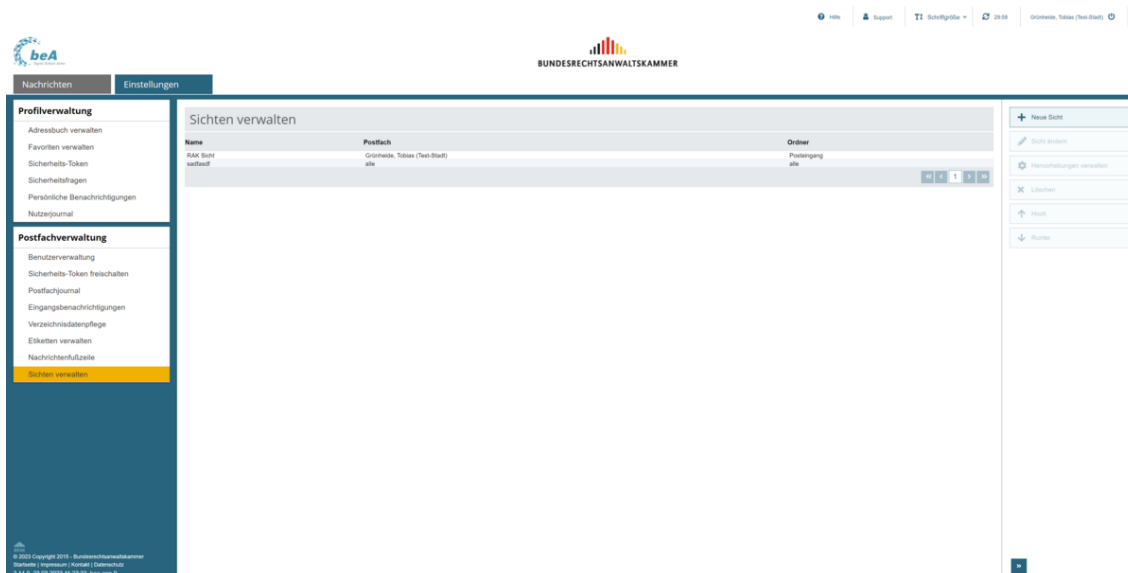 Hilfe
Support
Schriftgröße
29:59
Grünheide, Tobias (Test-Stadt)
beA
BUNDESRECHTSANWALTSKAMMER
Nachrichten
Einstellungen
Profilverwaltung
Adressbuch verwalten
Favoriten verwalten
Sicherheits-Token
Sicherheitsfragen
Persönliche Benachrichtigungen
Nutzerjournal
Postfachverwaltung
Benutzerverwaltung
Sicherheits-Token freischalten
Postfachjournal
Eingangsbenachrichtigungen
Verzeichnisdatenpflege
Etiketten verwalten
Nachrichtenfußzeile
Sichten verwalten
Sichten verwalten
Name Postfach Ordner
RAK Sicht Grünheide, Tobias (Test-Stadt) Posteingang
sadfasdf alle alle
« ‹ 1 › »
Neue Sicht
Sicht ändern
Hervorhebungen verwalten
Löschen
Hoch
Runter
»
© 2023 Copyright 2015 - Bundesrechtsanwaltskammer
Startseite | Impressum | Kontakt | Datenschutz